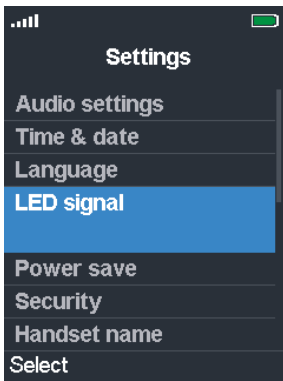 Settings
Audio settings
Time & date
Language
LED signal
Power save
Security
Handset name
Select